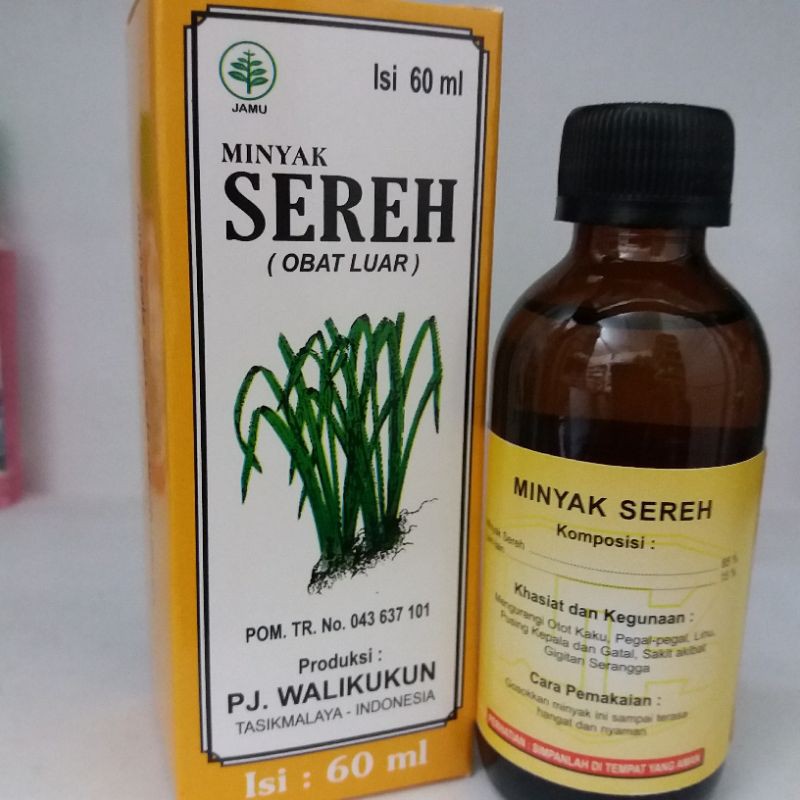 JAMU
Isi 60 ml
MINYAK
SEREH
( OBAT LUAR )
POM. TR. No. 043 637 101
Produksi :
PJ. WALIKUKUN
TASIKMALAYA - INDONESIA
Isi : 60 ml
MINYAK SEREH
Komposisi :
Minyak Sereh 85 %
15 %
Khasiat dan Kegunaan :
Mengurangi Otot Kaku, Pegal-pegal, Linu,
Pusing Kepala dan Gatal, Sakit akibat
Gigitan Serangga
Cara Pemakaian :
Gosokkan minyak ini sampai terasa
hangat dan nyaman
PERHATIAN : SIMPANLAH DI TEMPAT YANG AMAN